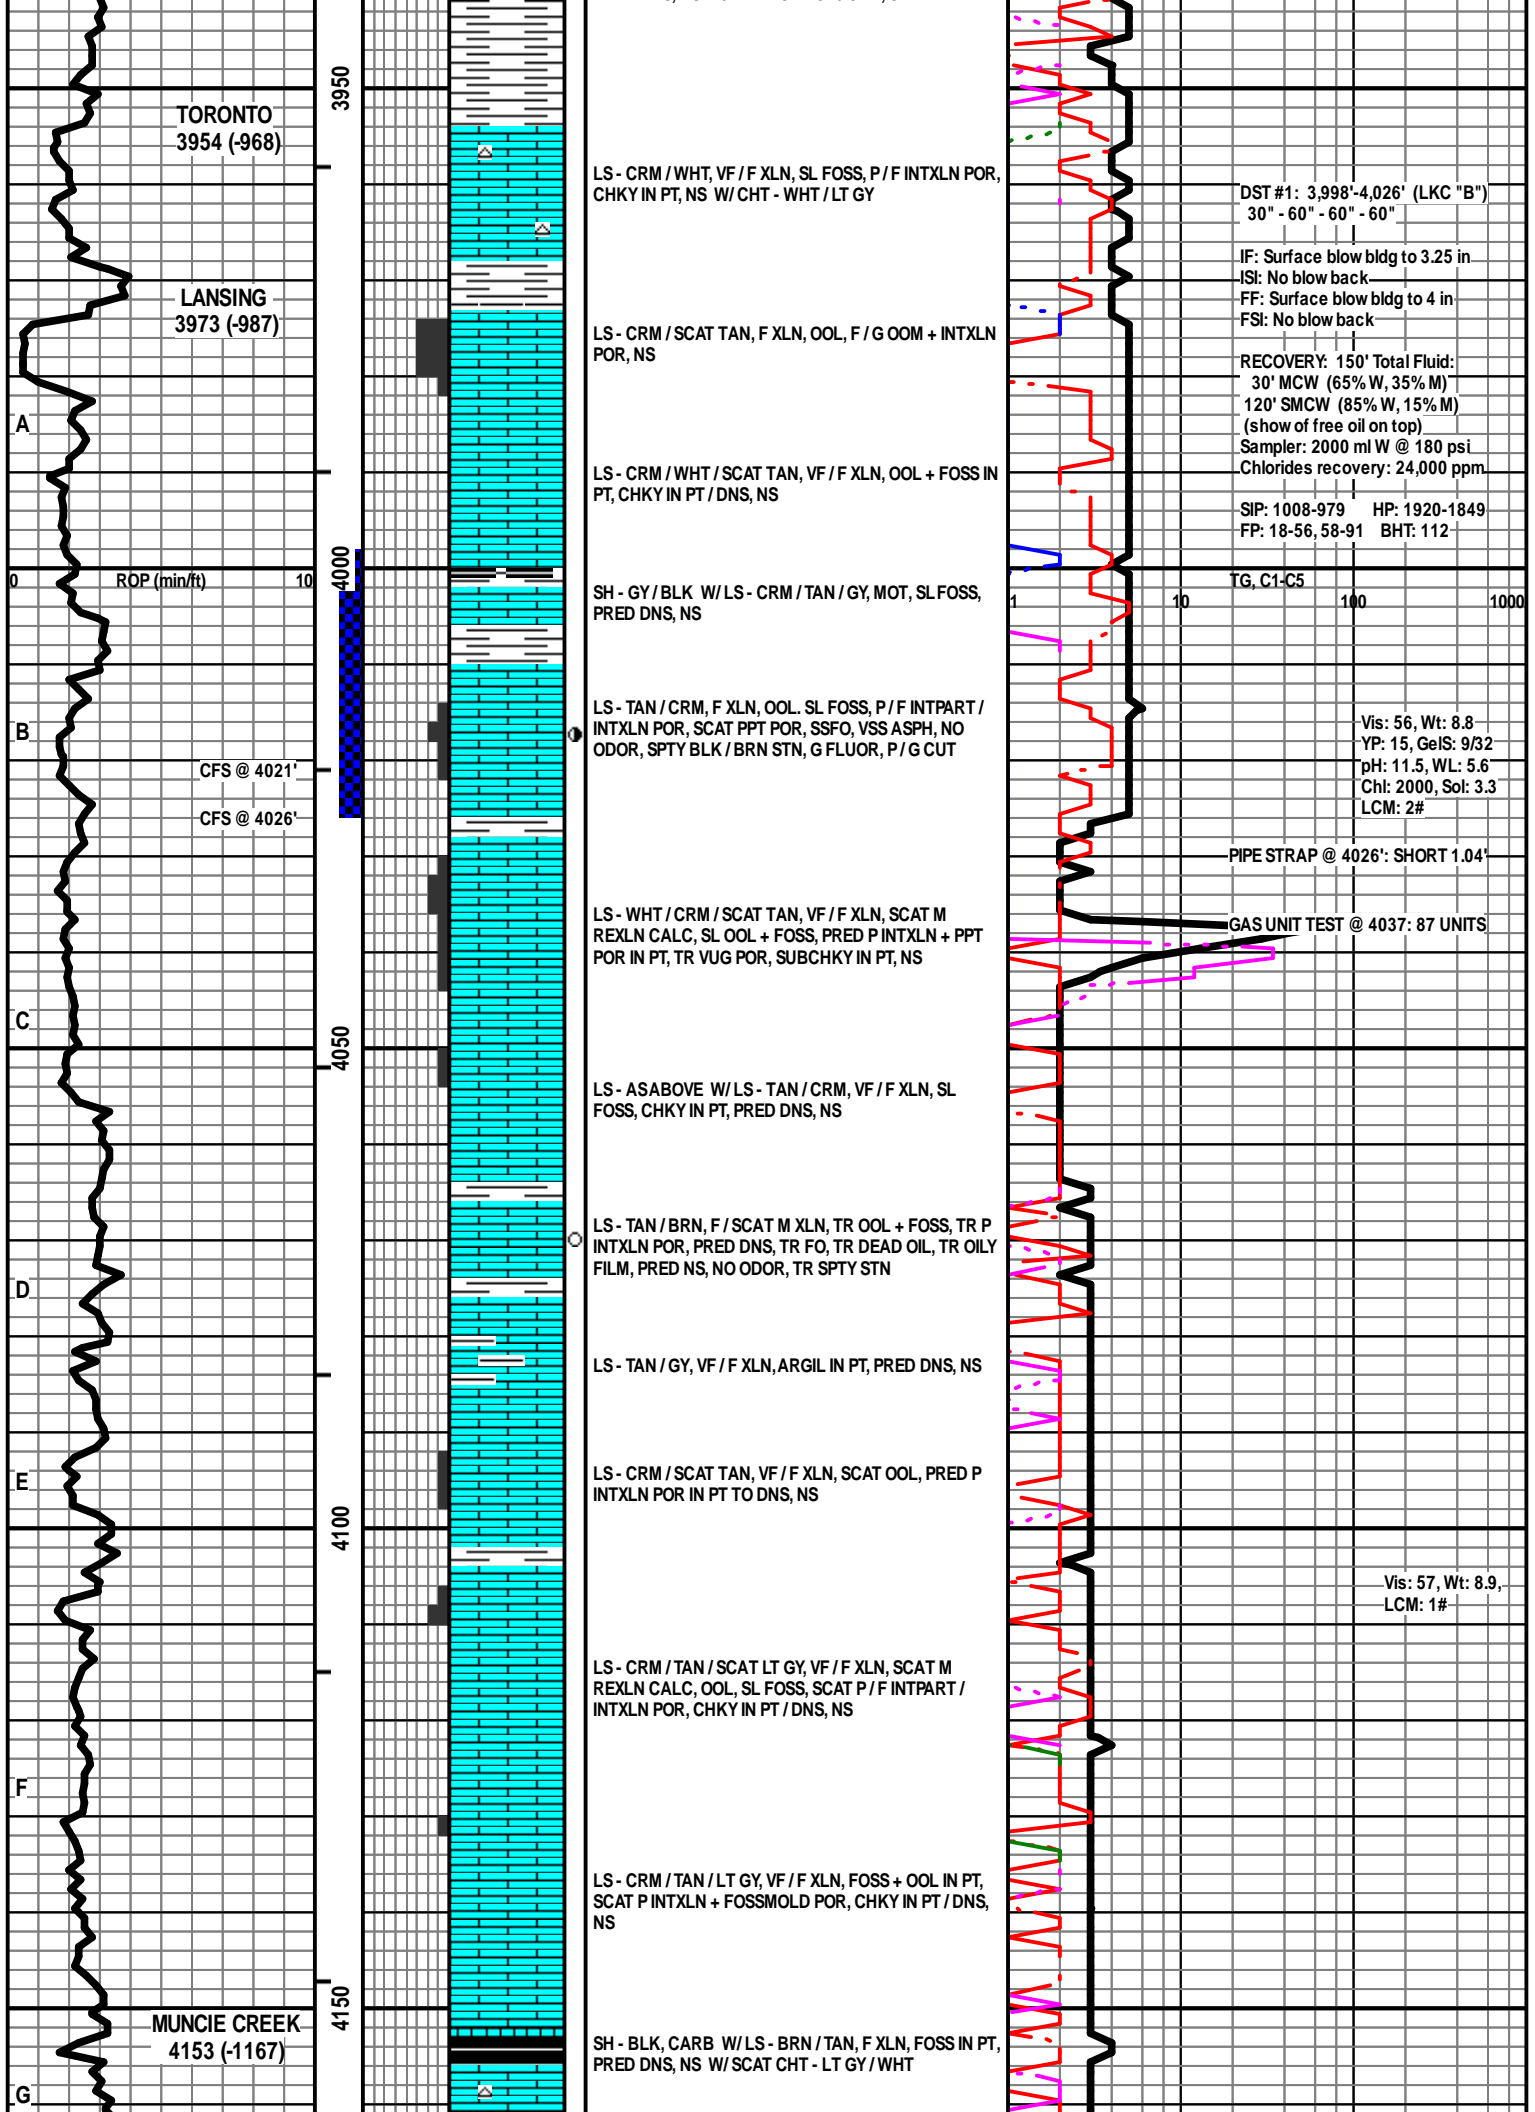 3950
TORONTO
3954 (-968)
LS - CRM / WHT, VF / F XLN, SL FOSS, P / F INTXLN POR,
CHKY IN PT, NS W/ CHT - WHT / LT GY
DST #1: 3,998'-4,026' (LKC "B")
30" - 60" - 60" - 60"
IF: Surface blow bldg to 3.25 in
ISI: No blow back
FF: Surface blow bldg to 4 in
FSI: No blow back
LANSING
3973 (-987)
LS - CRM / SCAT TAN, F XLN, OOL, F / G OOM + INTXLN
POR, NS
RECOVERY: 150' Total Fluid:
30' MCW (65% W, 35% M)
120' SMCW (85% W, 15% M)
(show of free oil on top)
Sampler: 2000 ml W @ 180 psi
Chlorides recovery: 24,000 ppm
A
LS - CRM / WHT / SCAT TAN, VF / F XLN, OOL + FOSS IN
PT, CHKY IN PT / DNS, NS
SIP: 1008-979 HP: 1920-1849
FP: 18-56, 58-91 BHT: 112
4000
0 ROP (min/ft) 10
TG, C1-C5
1 10 100 1000
SH - GY / BLK W/ LS - CRM / TAN / GY, MOT, SL FOSS,
PRED DNS, NS
B
LS - TAN / CRM, F XLN, OOL. SL FOSS, P / F INTPART /
INTXLN POR, SCAT PPT POR, SSFO, VSS ASPH, NO
ODOR, SPTY BLK / BRN STN, G FLUOR, P / G CUT
CFS @ 4021'
CFS @ 4026'
Vis: 56, Wt: 8.8
YP: 15, GelS: 9/32
pH: 11.5, WL: 5.6
Chl: 2000, Sol: 3.3
LCM: 2#
PIPE STRAP @ 4026': SHORT 1.04'
LS - WHT / CRM / SCAT TAN, VF / F XLN, SCAT M
REXLN CALC, SL OOL + FOSS, PRED P INTXLN + PPT
POR IN PT, TR VUG POR, SUBCHKY IN PT, NS
GAS UNIT TEST @ 4037: 87 UNITS
C
4050
LS - AS ABOVE W/ LS - TAN / CRM, VF / F XLN, SL
FOSS, CHKY IN PT, PRED DNS, NS
LS - TAN / BRN, F / SCAT M XLN, TR OOL + FOSS, TR P
INTXLN POR, PRED DNS, TR FO, TR DEAD OIL, TR OILY
FILM, PRED NS, NO ODOR, TR SPTY STN
D
LS - TAN / GY, VF / F XLN, ARGIL IN PT, PRED DNS, NS
E
LS - CRM / SCAT TAN, VF / F XLN, SCAT OOL, PRED P
INTXLN POR IN PT TO DNS, NS
4100
Vis: 57, Wt: 8.9,
LCM: 1#
LS - CRM / TAN / SCAT LT GY, VF / F XLN, SCAT M
REXLN CALC, OOL, SL FOSS, SCAT P / F INTPART /
INTXLN POR, CHKY IN PT / DNS, NS
F
LS - CRM / TAN / LT GY, VF / F XLN, FOSS + OOL IN PT,
SCAT P INTXLN + FOSSMOLD POR, CHKY IN PT / DNS,
NS
4150
MUNCIE CREEK
4153 (-1167)
SH - BLK, CARB W/ LS - BRN / TAN, F XLN, FOSS IN PT,
PRED DNS, NS W/ SCAT CHT - LT GY / WHT
G